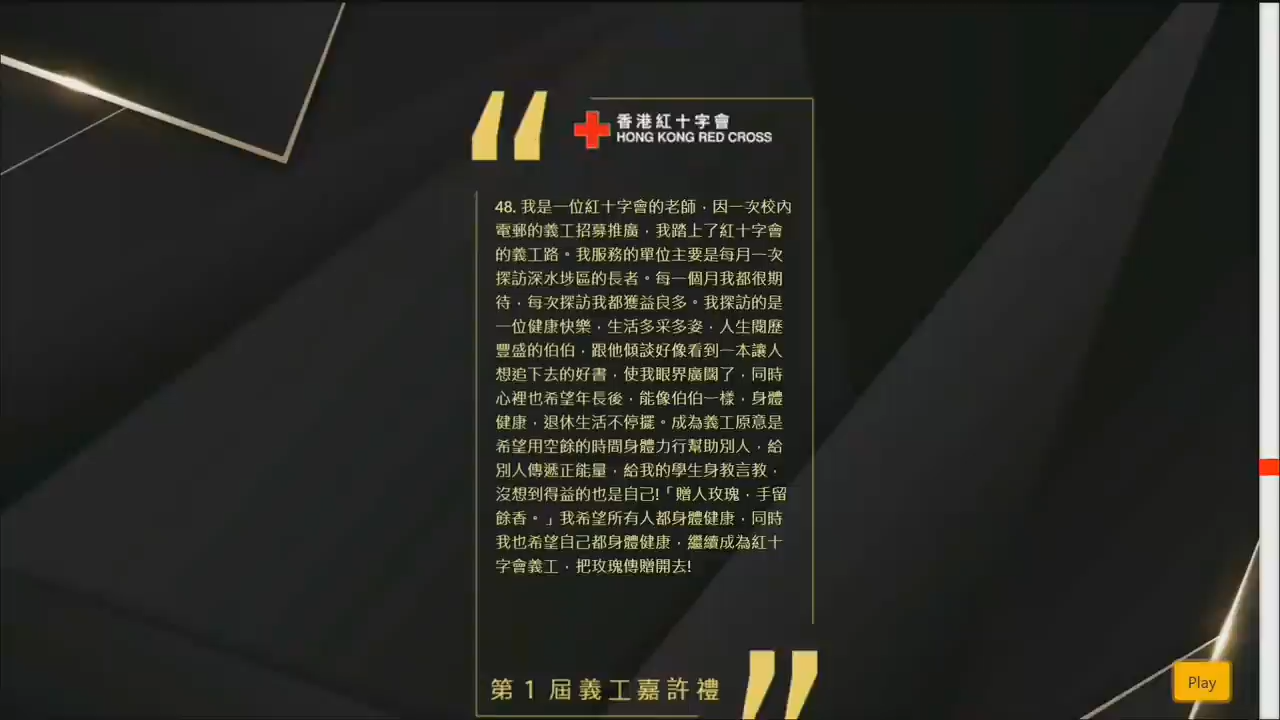 香港紅十字會
HONG KONG RED CROSS
48. 我是一位紅十字會的老師，因一次校內
電郵的義工招募推廣，我踏上了紅十字會
的義工路。我服務的單位主要是每月一次
探訪深水埗區的長者。每一個月我都很期
待，每次探訪我都獲益良多。我探訪的是
一位健康快樂，生活多采多姿，人生閱歷
豐盛的伯伯，跟他傾談好像看到一本讓人
想追下去的好書，使我眼界廣闊了，同時
心裡也希望年長後，能像伯伯一樣，身體
健康，退休生活不停擺。成為義工原意是
希望用空餘的時間身體力行幫助別人，給
別人傳遞正能量，給我的學生身教言教，
沒想到得益的也是自己!「贈人玫瑰，手留
餘香。」我希望所有人都身體健康，同時
我也希望自己都身體健康，繼續成為紅十
字會義工，把玫瑰傳贈開去!
第 1 屆義工嘉許禮
Play